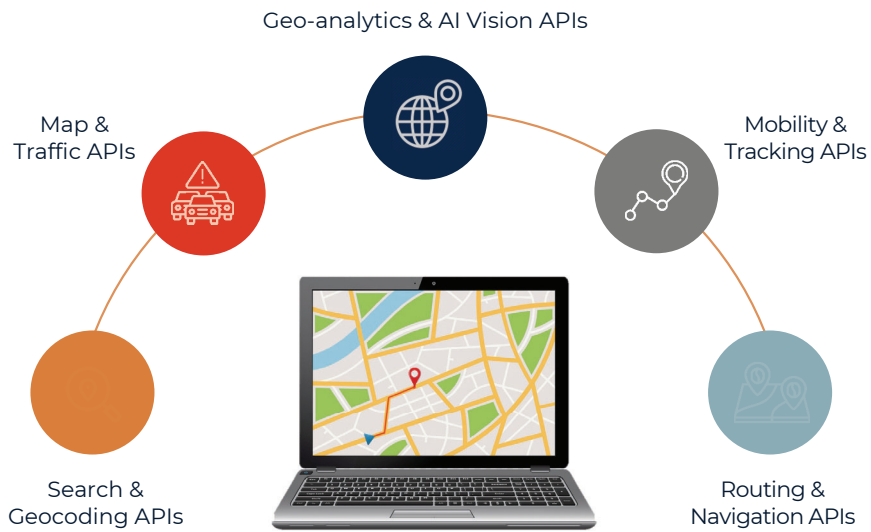 Geo-analytics & AI Vision APIs
Map &
Traffic APIs
Mobility &
Tracking APIs
Search &
Geocoding APIs
Routing &
Navigation APIs